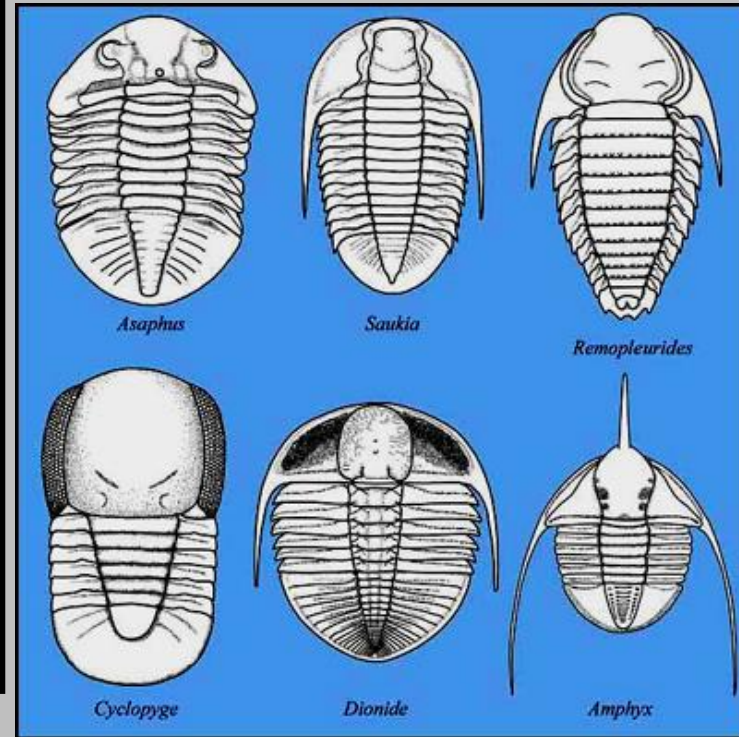 Asaphus
Saukia
Remopleurides
Cyclopyge
Dionide
Amphyx